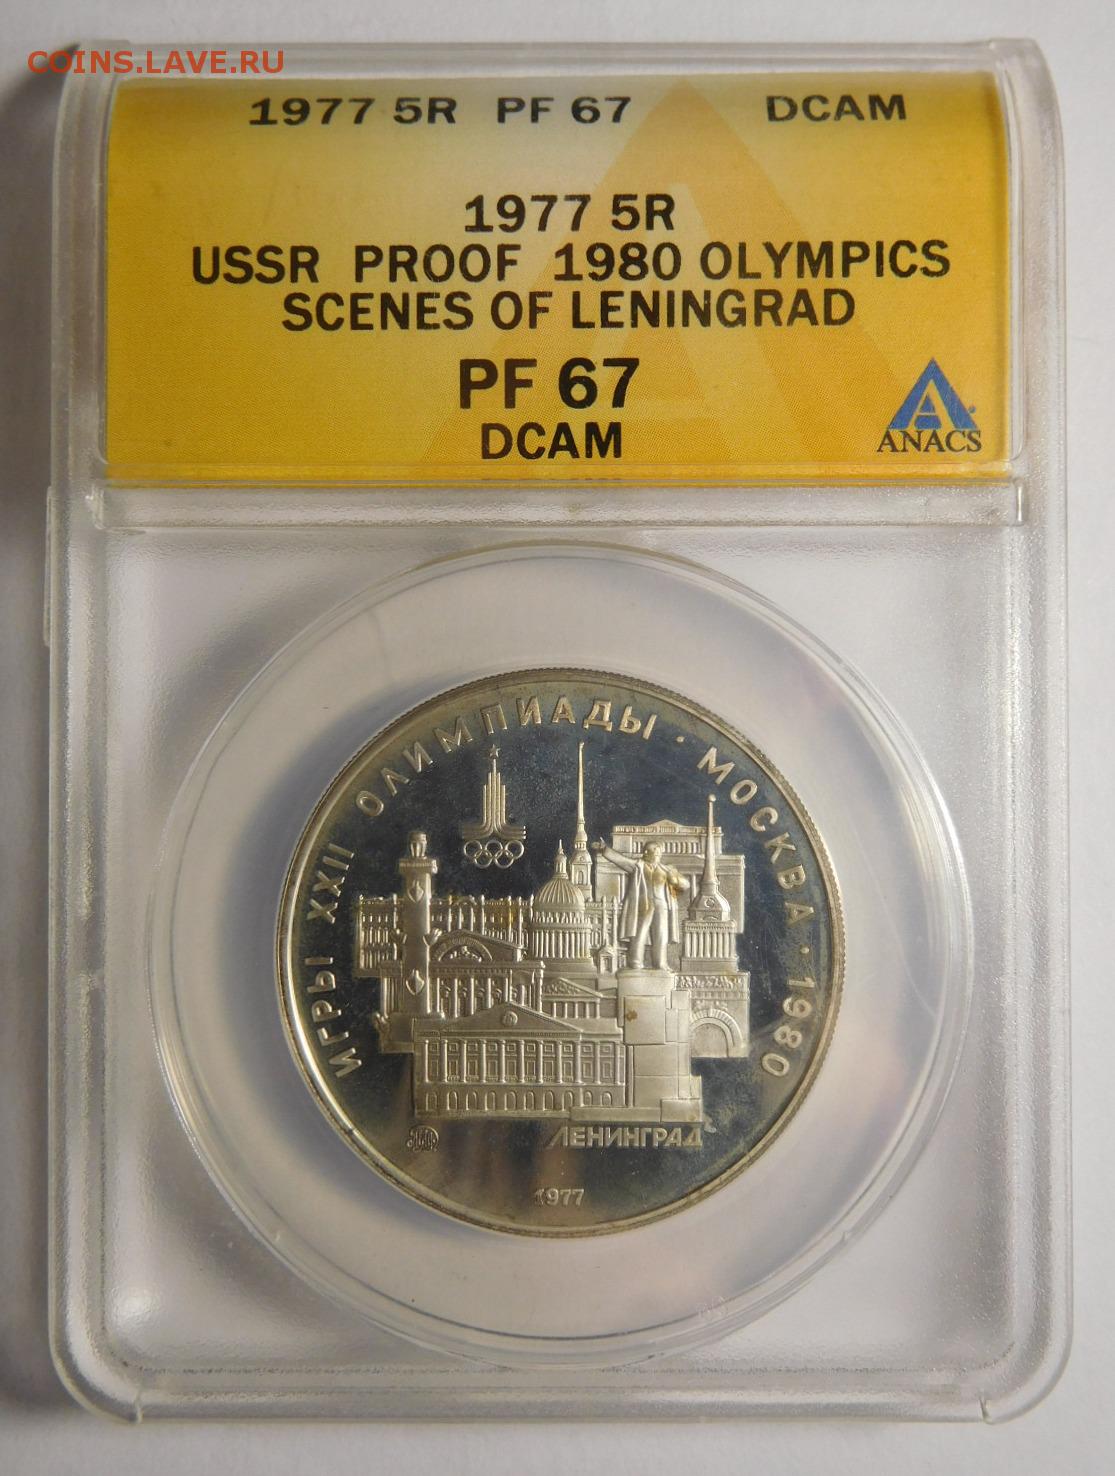 COINS.LAVE.RU
1977 5R PF 67 DCAM
1977 5R
USSR PROOF 1980 OLYMPICS
SCENES OF LENINGRAD
PF 67
DCAM
ANACS
ИГРЫ XXII ОЛИМПИАДЫ · МОСКВА · 1980
ЛЕНИНГРАД
1977